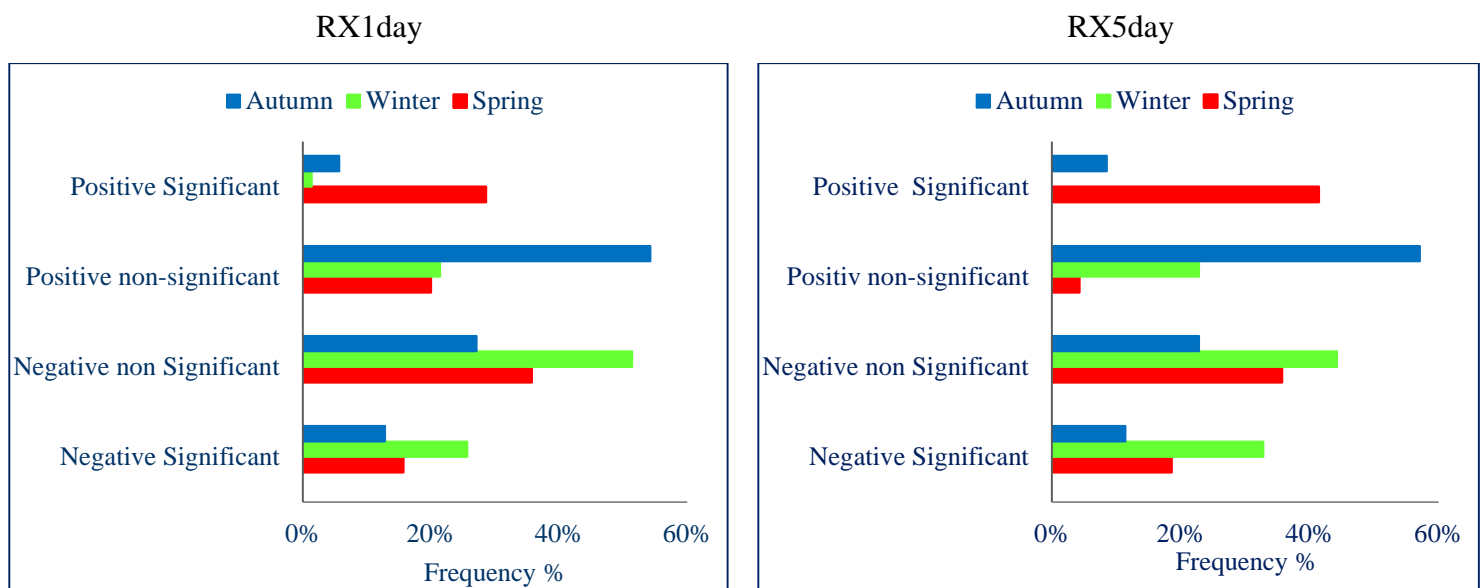 RX1day
Autumn Winter Spring
Positive Significant
Positive non-significant
Negative non Significant
Negative Significant
0% 20% 40% 60%
Frequency %
RX5day
Autumn Winter Spring
Positive  Significant
Positiv non-significant
Negative non Significant
Negative Significant
0% 20% 40% 60%
Frequency %